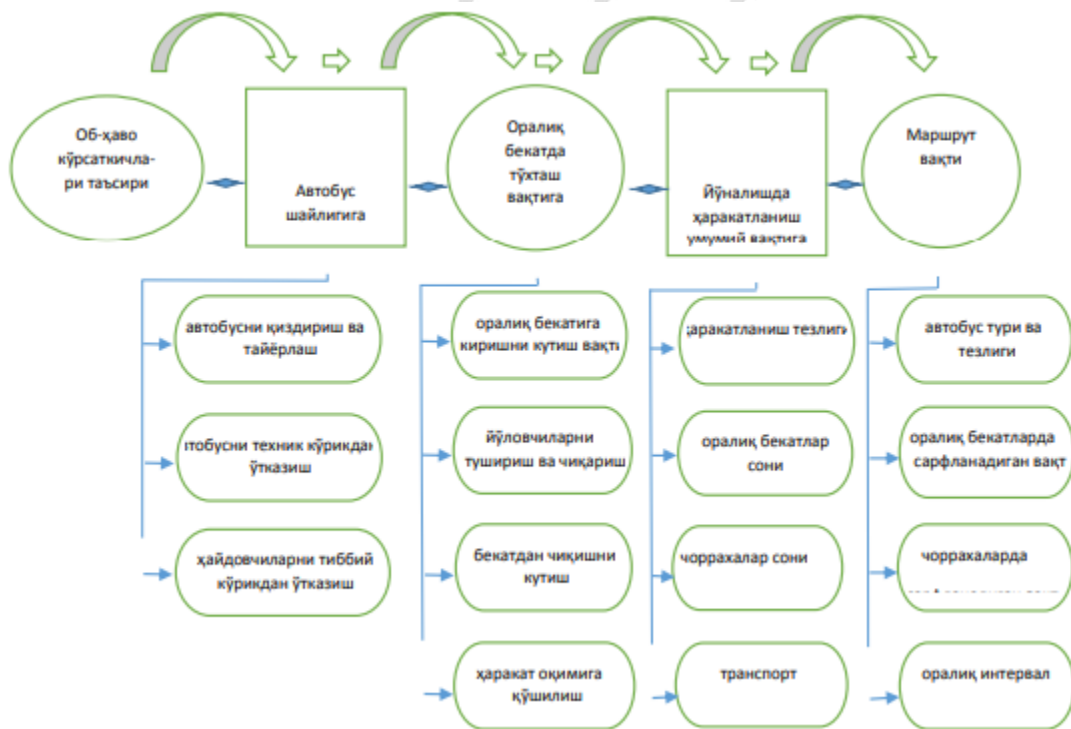 Об-ҳаво
кўрсаткичла-
ри таъсири
Автобус
шайлигига
Оралиқ
бекатда
тўхташ
вақтига
Йўналишда
ҳаракатланиш
умумий вақтига
Маршрут
вақти
автобусни қиздириш ва
тайёрлаш
тобусни техник кўрикдан
ўтказиш
ҳайдовчиларни тиббий
кўрикдан ўтказиш
оралиқ бекатига
киришни кутиш вақти
йўловчиларни
тушириш ва чиқариш
бекатдан чиқишни
кутиш
ҳаракат оқимига
қўшилиш
ҳаракатланиш тезлиги
оралиқ бекатлар
сони
чоррахалар сони
транспорт
автобус тури ва
тезлиги
оралиқ бекатларда
сарфланадиган вақт
чоррахаларда
оралиқ интервал